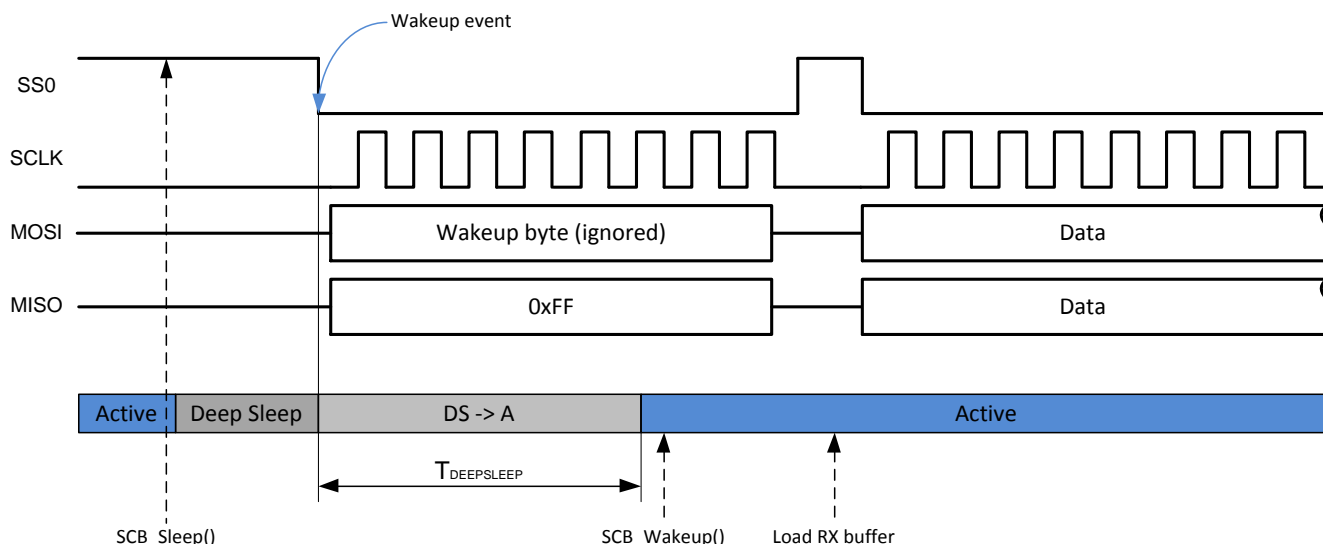 Wakeup event
SS0
SCLK
MOSI
Wakeup byte (ignored)
Data
MISO
0xFF
Data
Active
Deep Sleep
DS -> A
Active
TDEEPSLEEP
SCB_Sleep()
SCB_Wakeup()
Load RX buffer